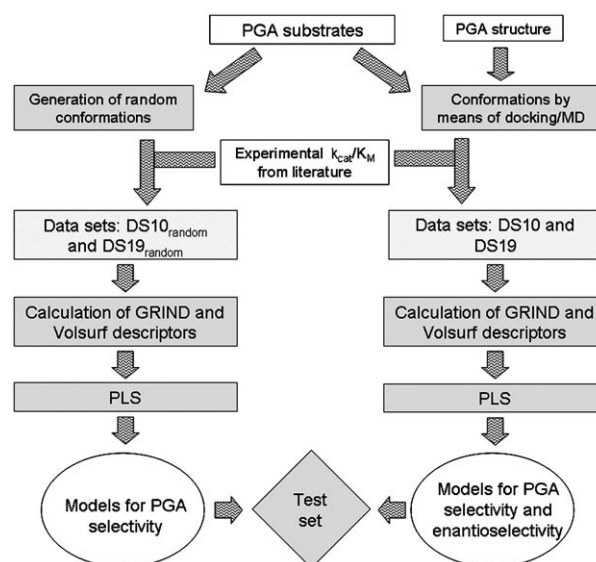 PGA substrates
PGA structure
Generation of random
conformations
Conformations by
means of docking/MD
Experimental kcat/KM
from literature
Data sets: DS10random
and DS19random
Data sets: DS10 and
DS19
Calculation of GRIND and
Volsurf descriptors
Calculation of GRIND and
Volsurf descriptors
PLS
PLS
Models for PGA
selectivity
Test
set
Models for PGA
selectivity and
enantioselectivity